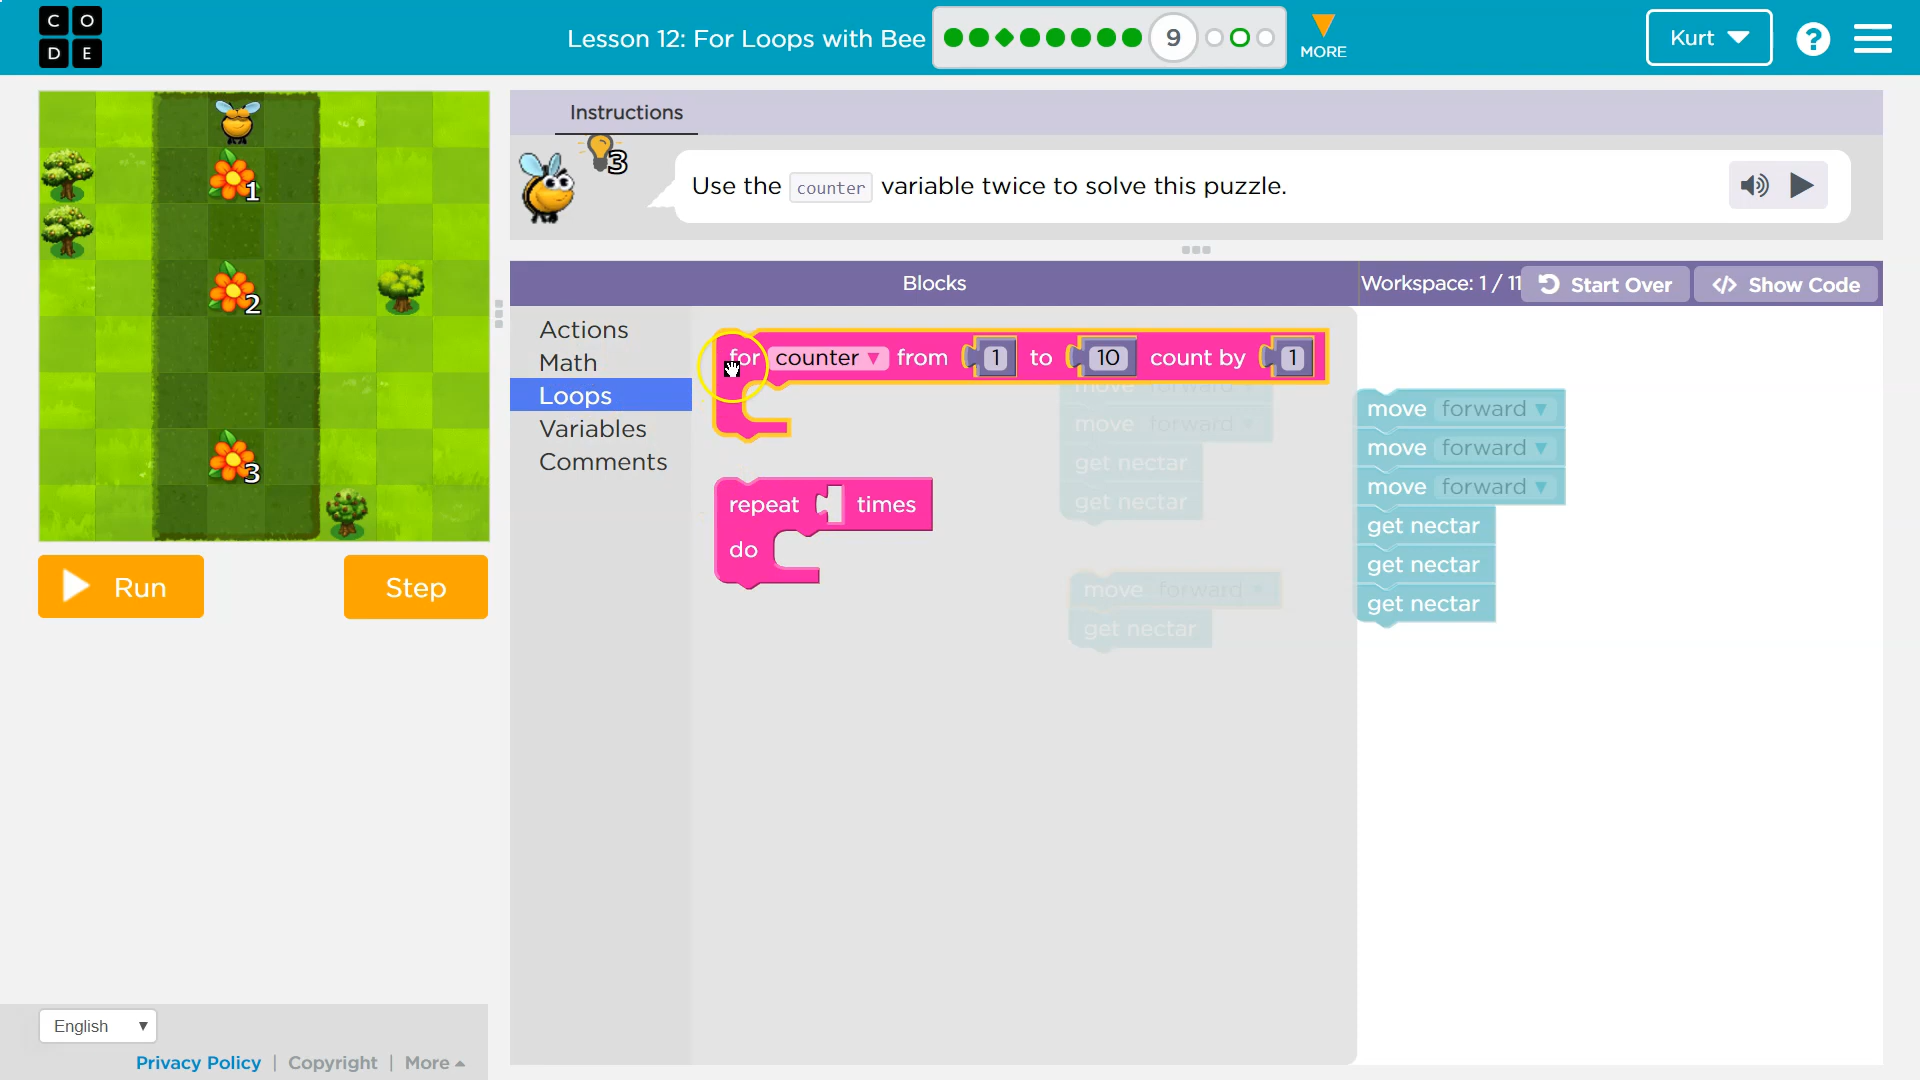 C O
D E
Lesson 12: For Loops with Bee
9
MORE
Kurt
?
1
2
3
Run
Step
Instructions
3
Use the counter variable twice to solve this puzzle.
Blocks
Workspace: 1 / 11
Start Over
</> Show Code
Actions
Math
Loops
Variables
Comments
for counter from 1 to 10 count by 1
repeat times
do
move forward
move forward
get nectar
get nectar
move forward
get nectar
move forward
move forward
move forward
get nectar
get nectar
get nectar
English
Privacy Policy | Copyright | More